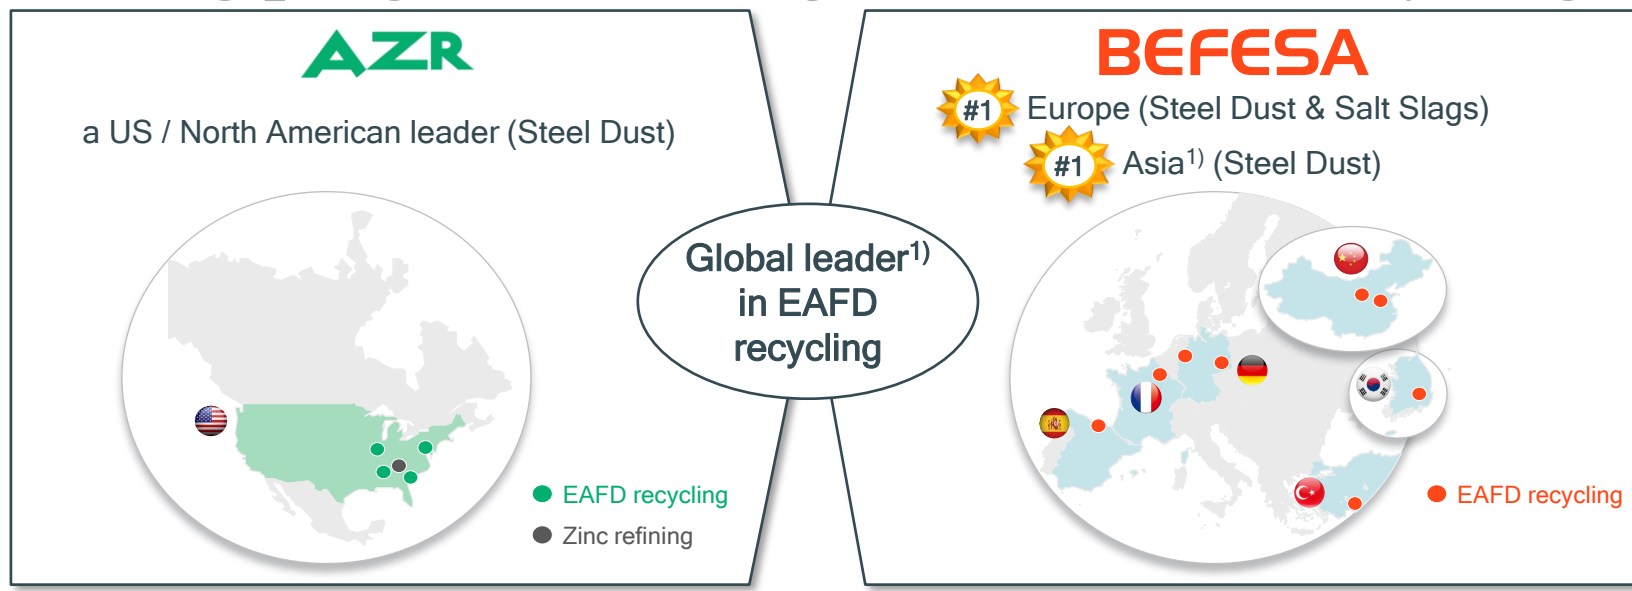 AZR
a US / North American leader (Steel Dust)
EAFD recycling
Zinc refining
Global leader1)
in EAFD
recycling
BEFESA
#1 Europe (Steel Dust & Salt Slags)
#1 Asia1) (Steel Dust)
EAFD recycling